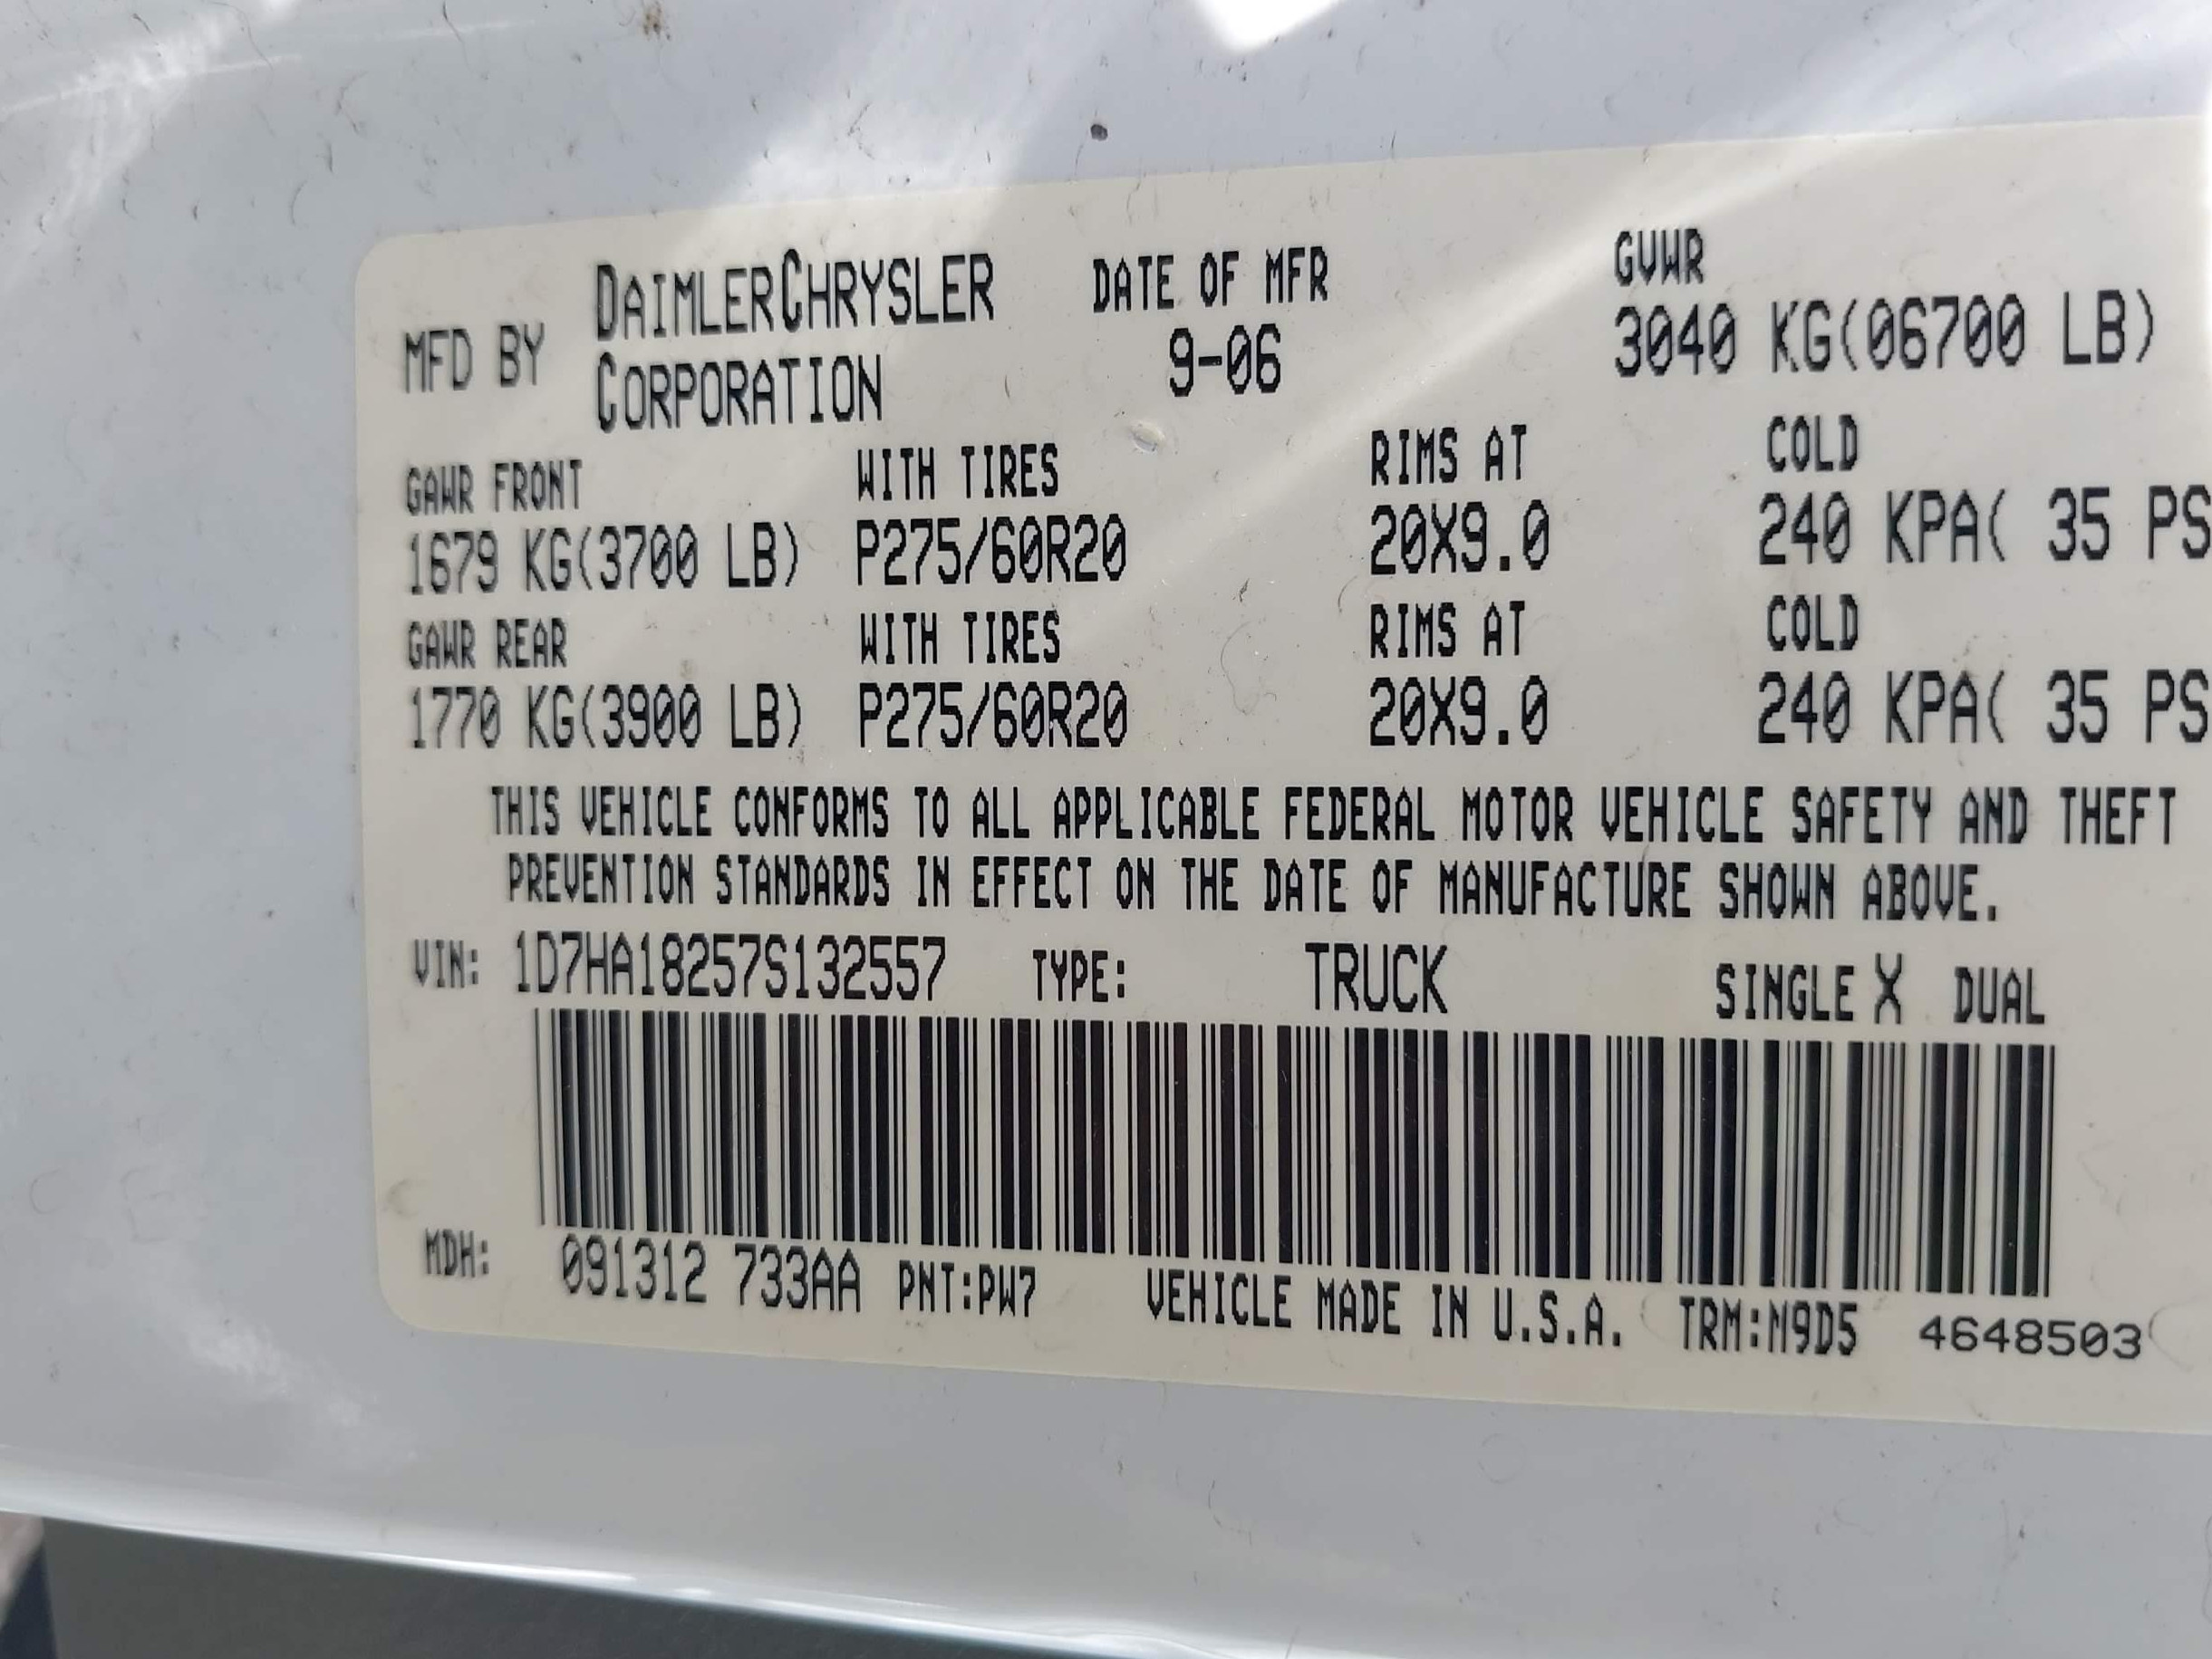 MFD BY DAIMLERCHRYSLER CORPORATION DATE OF MFR 9-06 GVWR 3040 KG(06700 LB)
GAWR FRONT WITH TIRES RIMS AT COLD
1679 KG(3700 LB) P275/60R20 20X9.0 240 KPA( 35 PS
GAWR REAR WITH TIRES RIMS AT COLD
1770 KG(3900 LB) P275/60R20 20X9.0 240 KPA( 35 PS
THIS VEHICLE CONFORMS TO ALL APPLICABLE FEDERAL MOTOR VEHICLE SAFETY AND THEFT
PREVENTION STANDARDS IN EFFECT ON THE DATE OF MANUFACTURE SHOWN ABOVE.
VIN: 1D7HA18257S132557 TYPE: TRUCK SINGLE X DUAL
MDH: 091312 733AA PNT:PW7 VEHICLE MADE IN U.S.A. TRM:M9D5 4648503